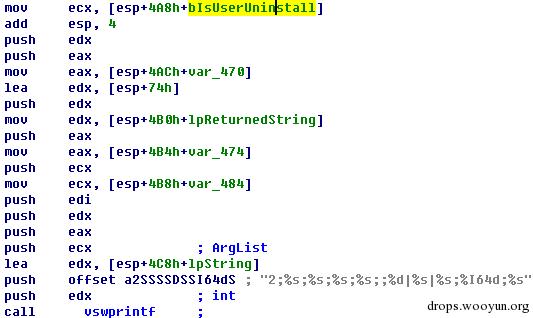 mov ecx, [esp+4A8h+bIsUserUninstall]
add esp, 4
push edx
push eax
mov eax, [esp+4ACh+var_470]
lea edx, [esp+74h]
push edx
mov edx, [esp+4B0h+lpReturnedString]
push eax
mov eax, [esp+4B4h+var_474]
push ecx
mov ecx, [esp+4B8h+var_484]
push edi
push edx
push eax
push ecx ; ArgList
lea edx, [esp+4C8h+lpString]
push offset a2SSSSDSSI64dS ; "2;%s;%s;%s;%s;;%d|%s|%s;%I64d;%s"
push edx ; int
call vswprintf ;
drops.wooyun.org